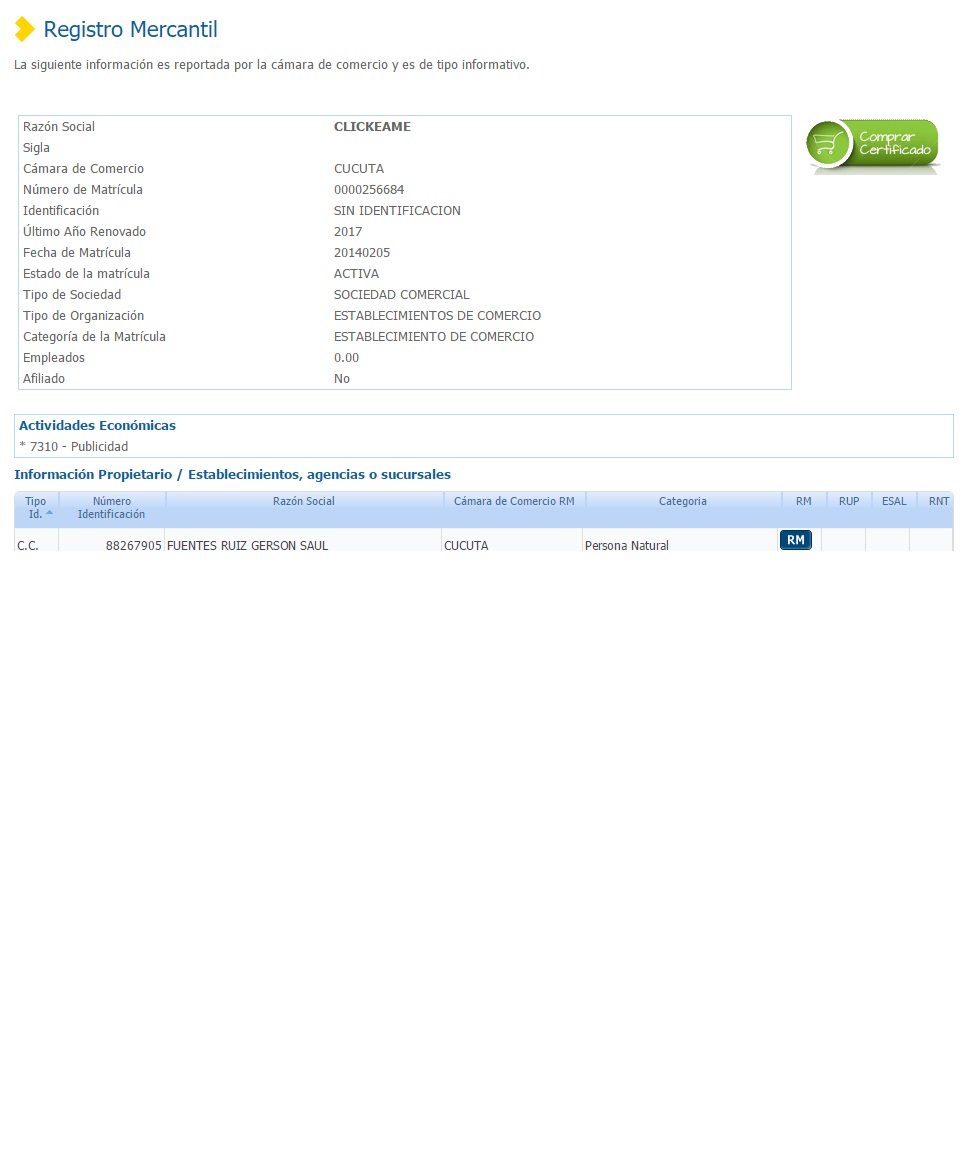 Registro Mercantil
La siguiente información es reportada por la cámara de comercio y es de tipo informativo.
Razón Social CLICKEAME
Sigla
Cámara de Comercio CUCUTA
Número de Matrícula 0000256684
Identificación SIN IDENTIFICACION
Último Año Renovado 2017
Fecha de Matrícula 20140205
Estado de la matrícula ACTIVA
Tipo de Sociedad SOCIEDAD COMERCIAL
Tipo de Organización ESTABLECIMIENTOS DE COMERCIO
Categoría de la Matrícula ESTABLECIMIENTO DE COMERCIO
Empleados 0.00
Afiliado No
Comprar
Certificado
Actividades Económicas
* 7310 - Publicidad
Información Propietario / Establecimientos, agencias o sucursales
Tipo Número Razón Social Cámara de Comercio RM Categoria RM RUP ESAL RNT
Id. Identificación
C.C. 88267905 FUENTES RUIZ GERSON SAUL CUCUTA Persona Natural RM